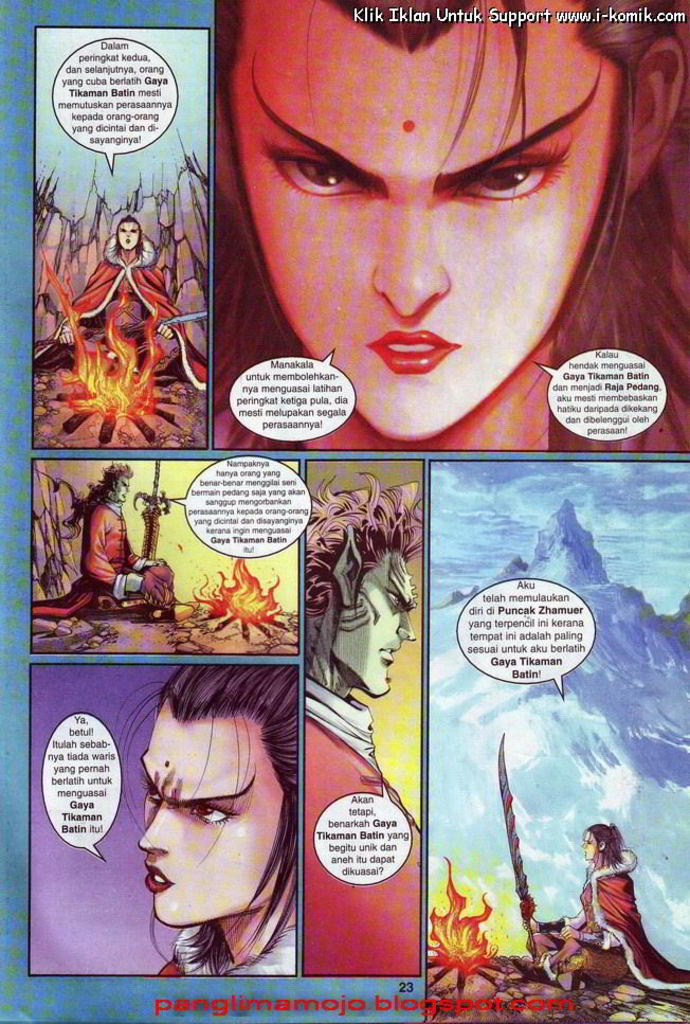 Klik Iklan Untuk Support www.i-komik.com
Dalam
peringkat kedua,
dan selanjutnya, orang
yang cuba berlatih Gaya
Tikaman Batin mesti
memutuskan perasaannya
kepada orang-orang
yang dicintai dan di-
sayanginya!
Manakala
untuk membolehkan-
nya menguasai latihan
peringkat ketiga pula, dia
mesti melupakan segala
perasaannya!
Kalau
hendak menguasai
Gaya Tikaman Batin
dan menjadi Raja Pedang,
aku mesti membebaskan
hatiku daripada dikekang
dan dibelenggui oleh
perasaan!
Nampaknya
hanya orang yang
benar-benar menggilai seni
bermain pedang saja yang akan
sanggup mengorbankan
perasaannya kepada orang-orang
yang dicintai dan disayanginya
kerana ingin menguasai
Gaya Tikaman Batin
itu!
Ya,
betul!
Itulah sebab-
nya tiada waris
yang pernah
berlatih untuk
menguasai
Gaya
Tikaman
Batin itu!
Akan
tetapi,
benarkah Gaya
Tikaman Batin yang
begitu unik dan
aneh itu dapat
dikuasai?
Aku
telah memulaukan
diri di Puncak Zhamuer
yang terpencil ini kerana
tempat ini adalah paling
sesuai untuk aku berlatih
Gaya Tikaman
Batin!
23
panglimamojo.blogspot.com